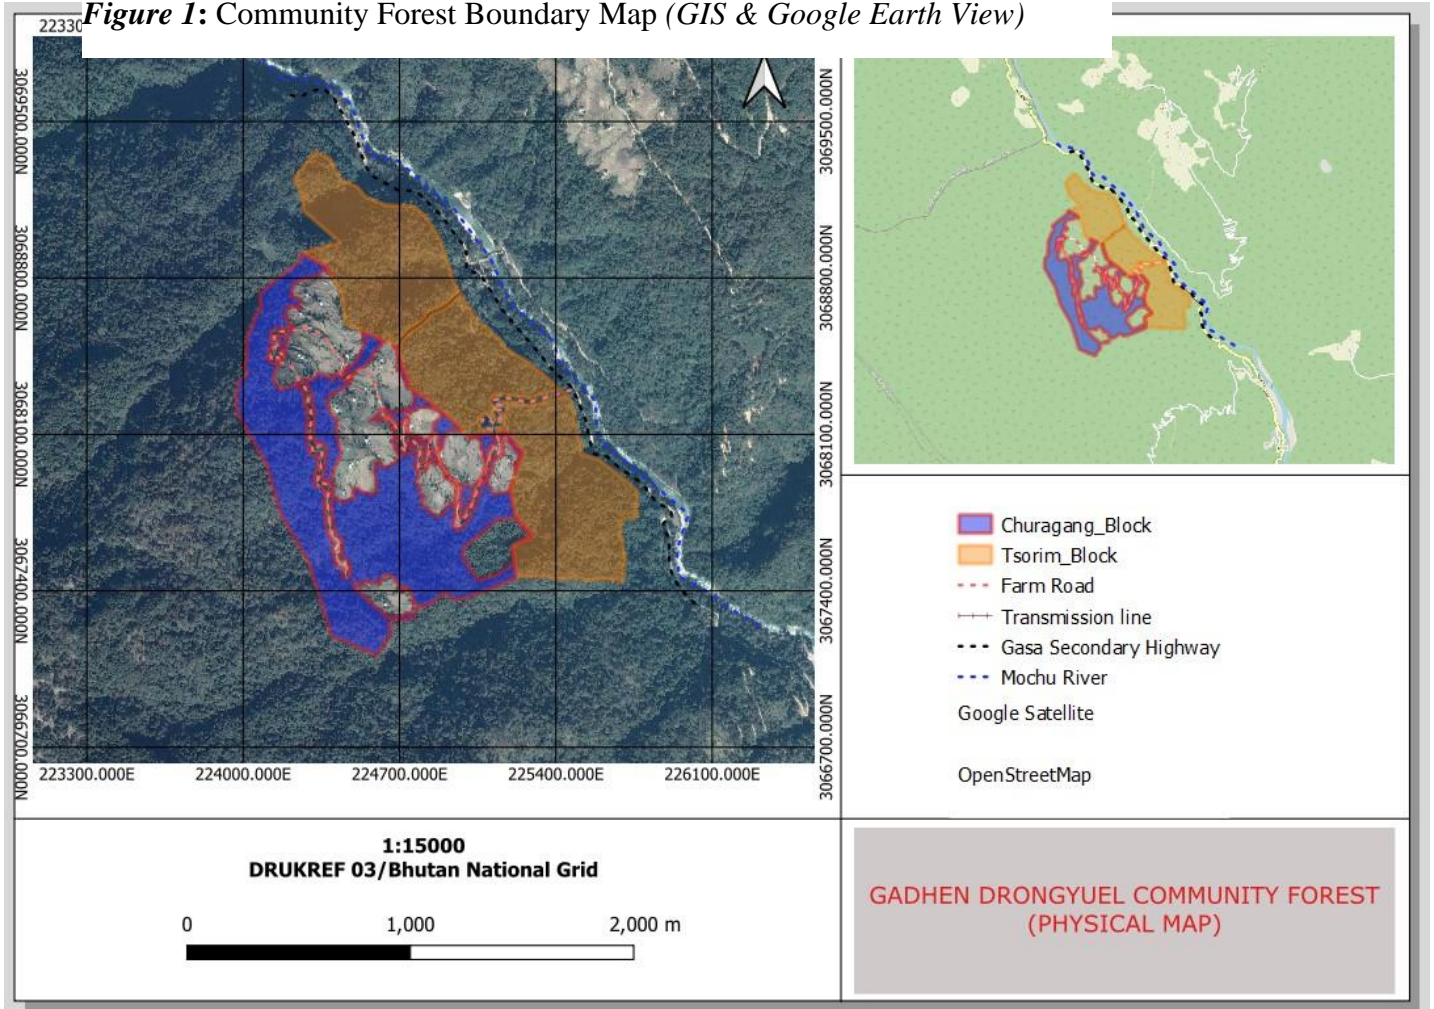 Figure 1: Community Forest Boundary Map (GIS & Google Earth View)
22330
3069500.000N
3068800.000N
3068100.000N
3067400.000N
3066700.000N
3069500.000N
3068800.000N
3068100.000N
3067400.000N
3066700.000N
223300.000E 224000.000E 224700.000E 225400.000E 226100.000E
Churagang_Block
Tsorim_Block
Farm Road
Transmission line
Gasa Secondary Highway
Mochu River
Google Satellite
OpenStreetMap
1:15000
DRUKREF 03/Bhutan National Grid
0 1,000 2,000 m
GADHEN DRONGYUEL COMMUNITY FOREST
(PHYSICAL MAP)